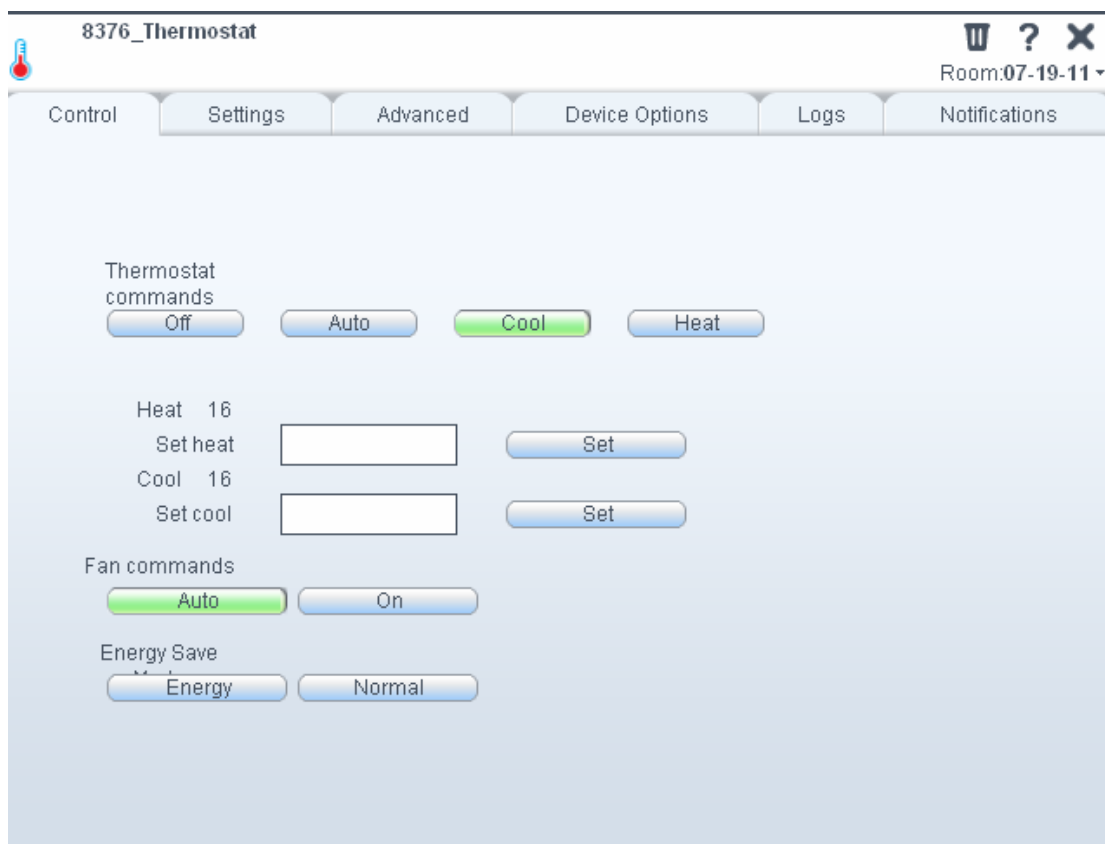 8376_Thermostat
Room:07-19-11
Control Settings Advanced Device Options Logs Notifications
Thermostat
commands
Off Auto Cool Heat
Heat 16
Set heat Set
Cool 16
Set cool Set
Fan commands
Auto On
Energy Save
Energy Normal